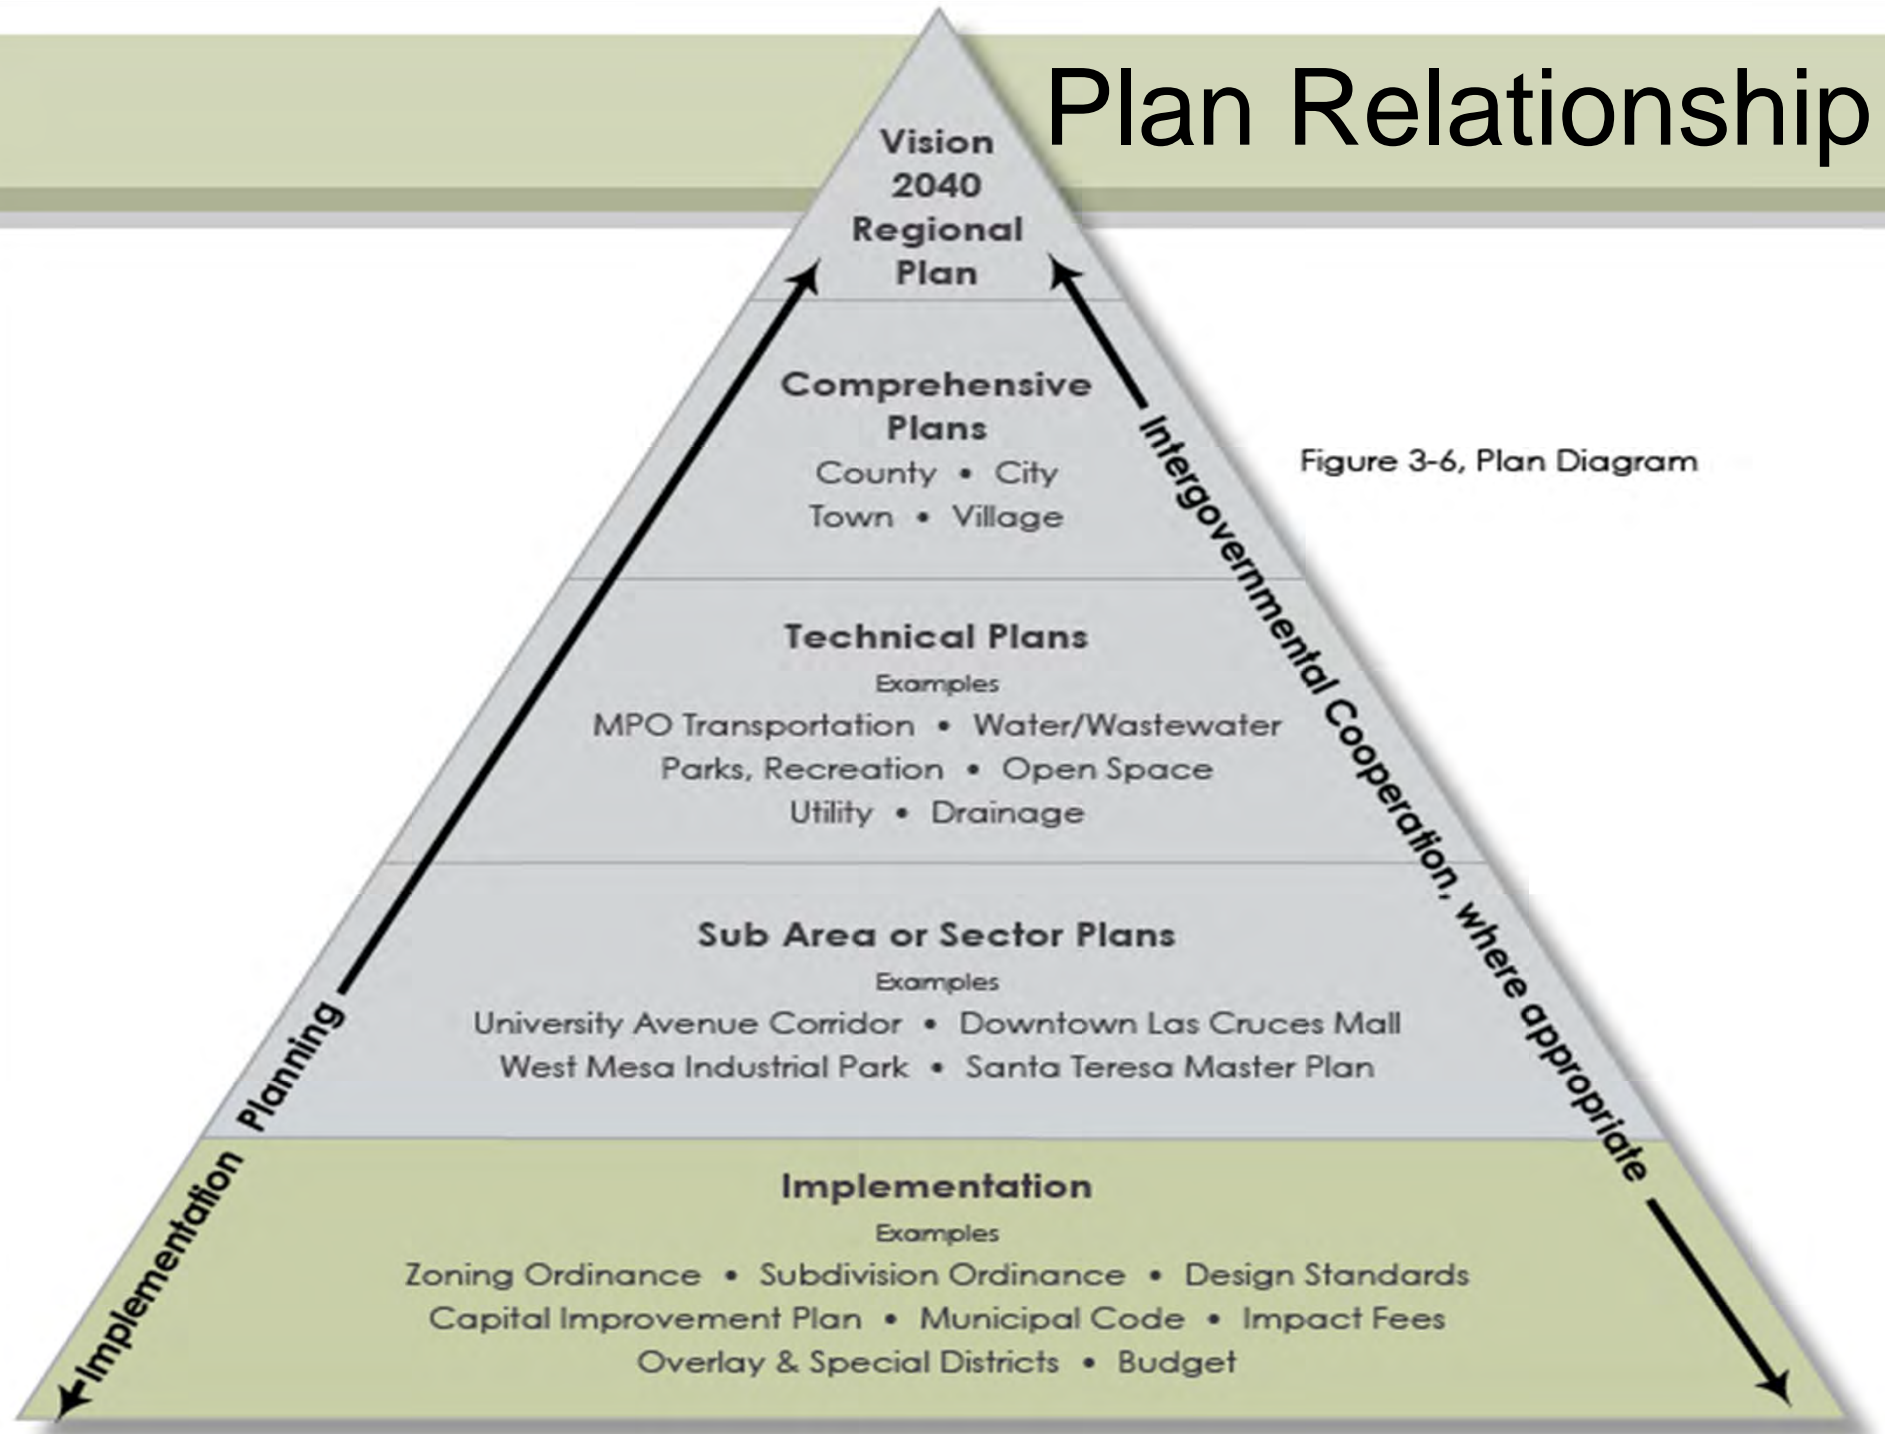 Plan Relationship
Vision
2040
Regional
Plan
Comprehensive
Plans
County • City
Town • Village
Figure 3-6, Plan Diagram
Technical Plans
Examples
MPO Transportation • Water/Wastewater
Parks, Recreation • Open Space
Utility • Drainage
Sub Area or Sector Plans
Examples
University Avenue Corridor • Downtown Las Cruces Mall
West Mesa Industrial Park • Santa Teresa Master Plan
Implementation
Examples
Zoning Ordinance • Subdivision Ordinance • Design Standards
Capital Improvement Plan • Municipal Code • Impact Fees
Overlay & Special Districts • Budget
Implementation Planning
Intergovernmental Cooperation, where appropriate